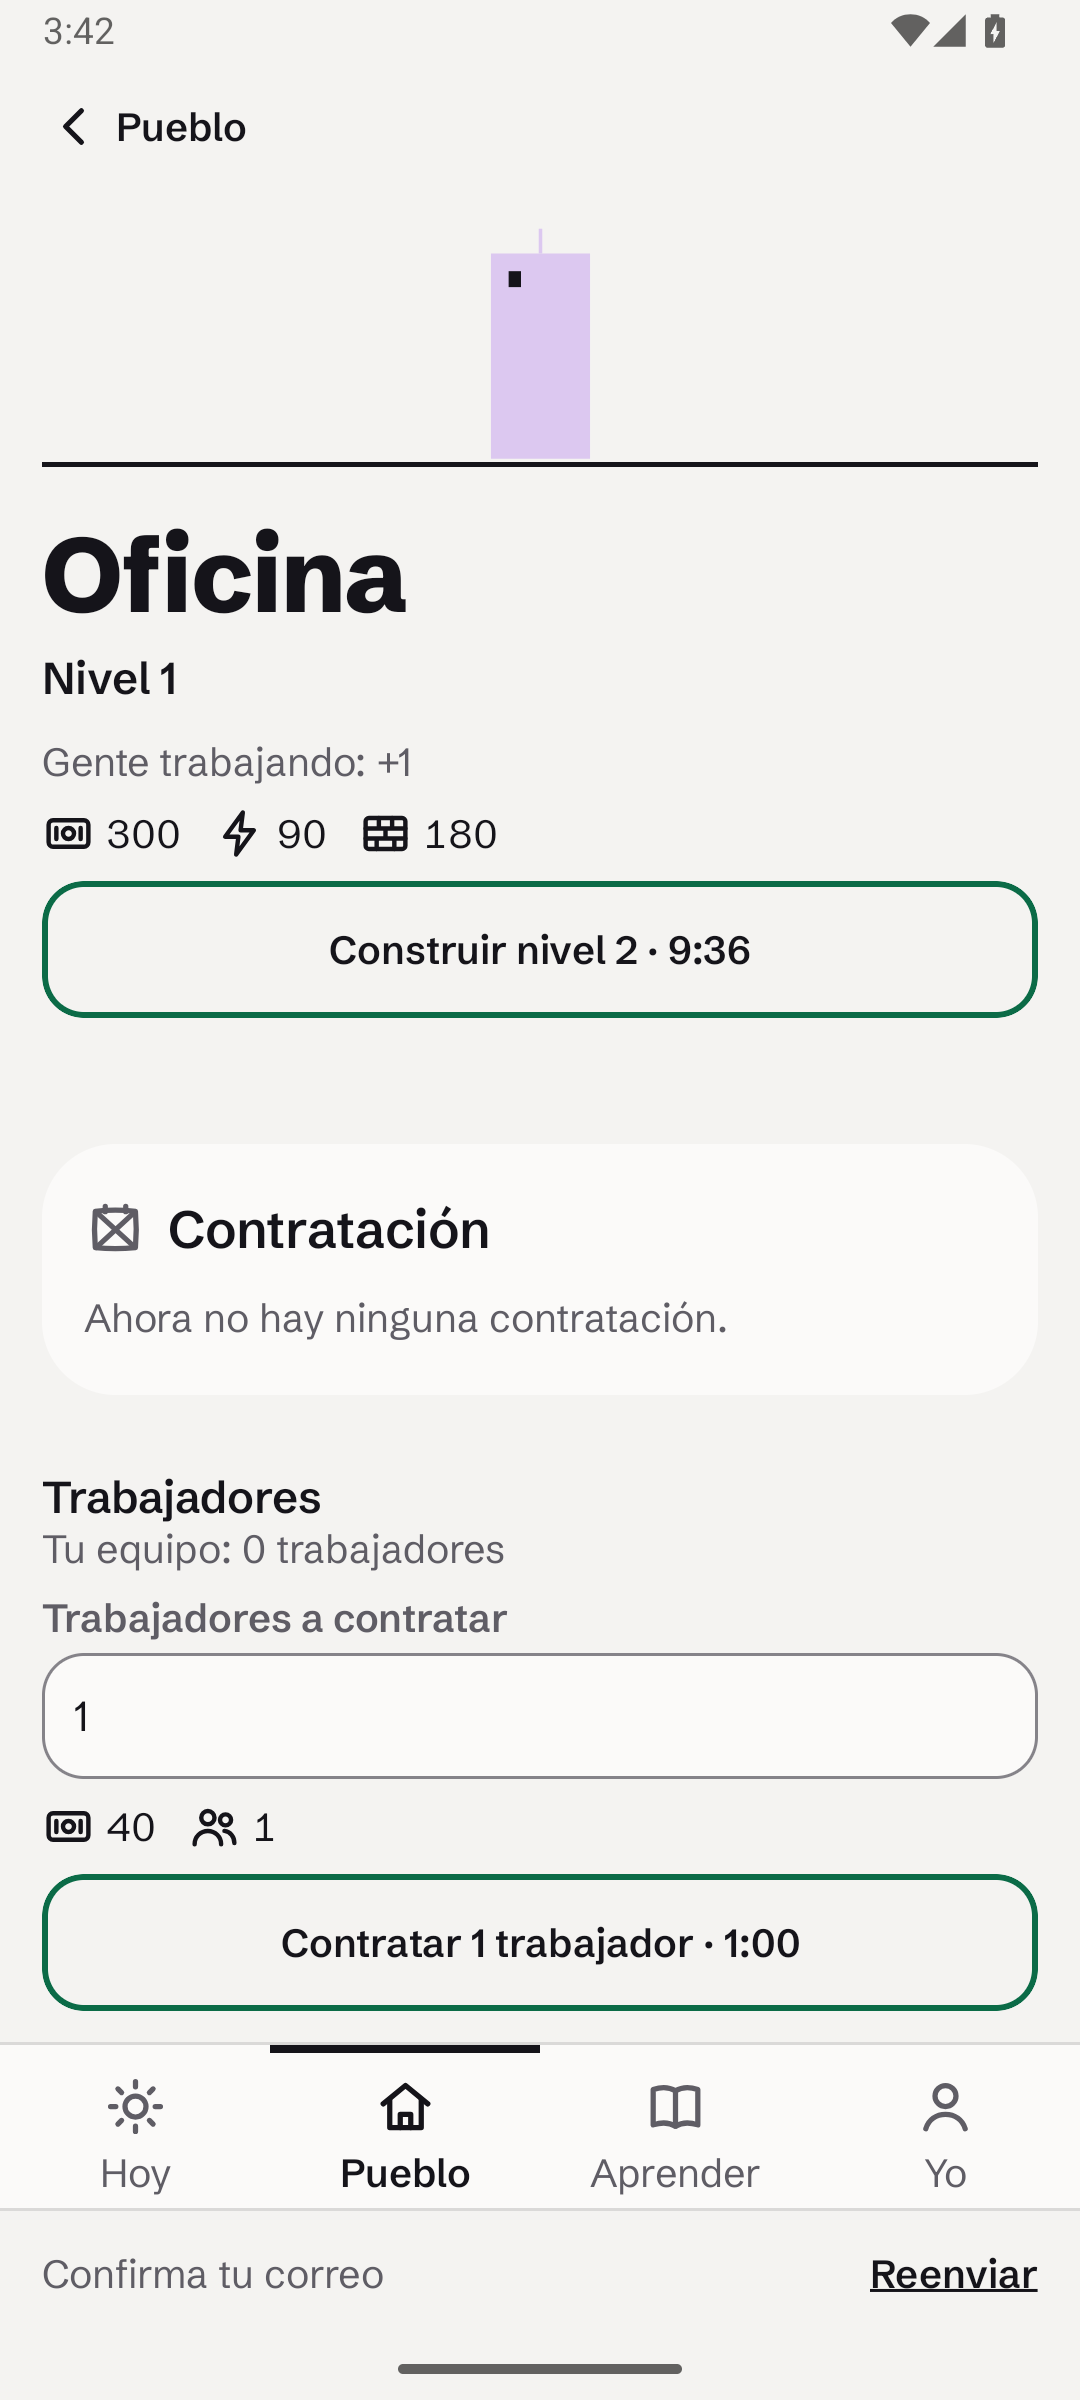 3:42
Pueblo
Oficina
Nivel 1
Gente trabajando: +1
300 90 180
Construir nivel 2 · 9:36
Contratación
Ahora no hay ninguna contratación.
Trabajadores
Tu equipo: 0 trabajadores
Trabajadores a contratar
1
40 1
Contratar 1 trabajador · 1:00
Hoy Pueblo Aprender Yo
Confirma tu correo Reenviar